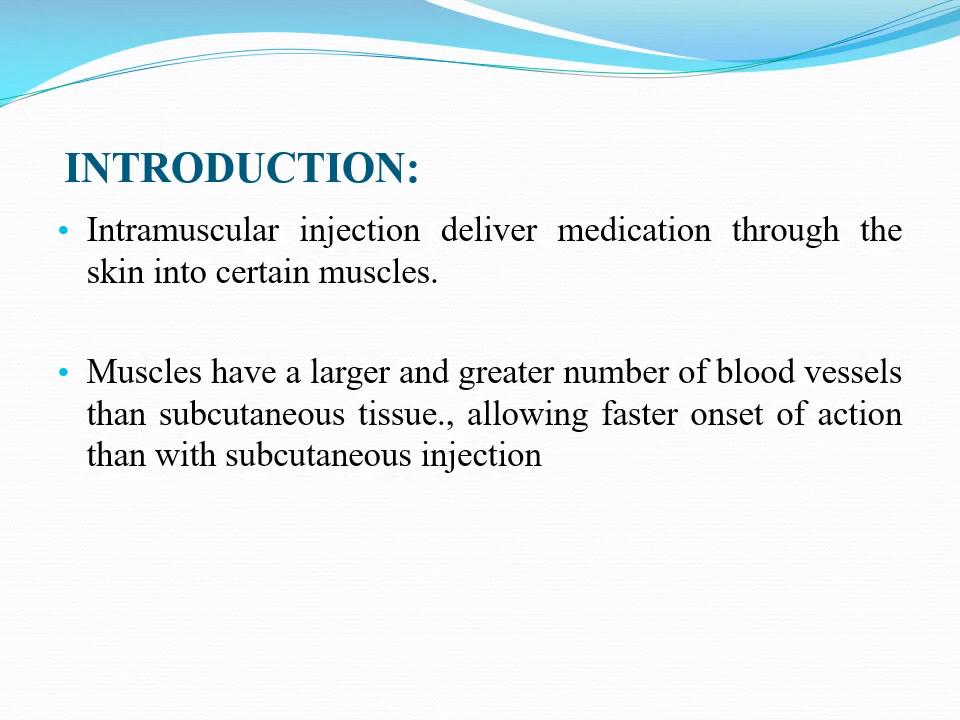 INTRODUCTION:
• Intramuscular injection deliver medication through the
skin into certain muscles.
• Muscles have a larger and greater number of blood vessels
than subcutaneous tissue., allowing faster onset of action
than with subcutaneous injection